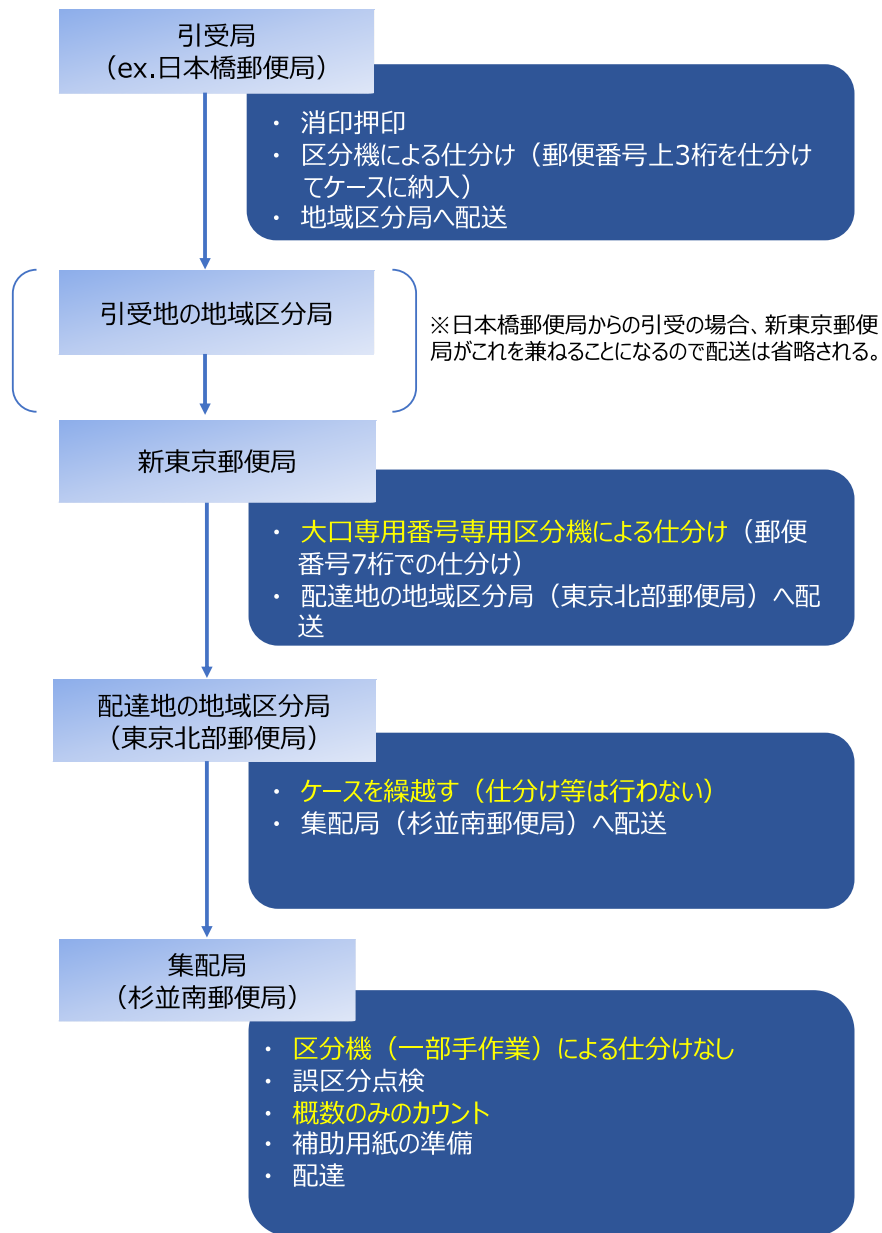 引受局
（ex.日本橋郵便局）
・ 消印押印
・ 区分機による仕分け（郵便番号上3桁を仕分け
てケースに納入）
・ 地域区分局へ配送
引受地の地域区分局
※日本橋郵便局からの引受の場合、新東京郵便
局がこれを兼ねることになるので配送は省略される。
新東京郵便局
・ 大口専用番号専用区分機による仕分け（郵便
番号7桁での仕分け）
・ 配達地の地域区分局（東京北部郵便局）へ配
送
配達地の地域区分局
（東京北部郵便局）
・ ケースを繰越す（仕分け等は行わない）
・ 集配局（杉並南郵便局）へ配送
集配局
（杉並南郵便局）
・ 区分機（一部手作業）による仕分けなし
・ 誤区分点検
・ 概数のみのカウント
・ 補助用紙の準備
・ 配達